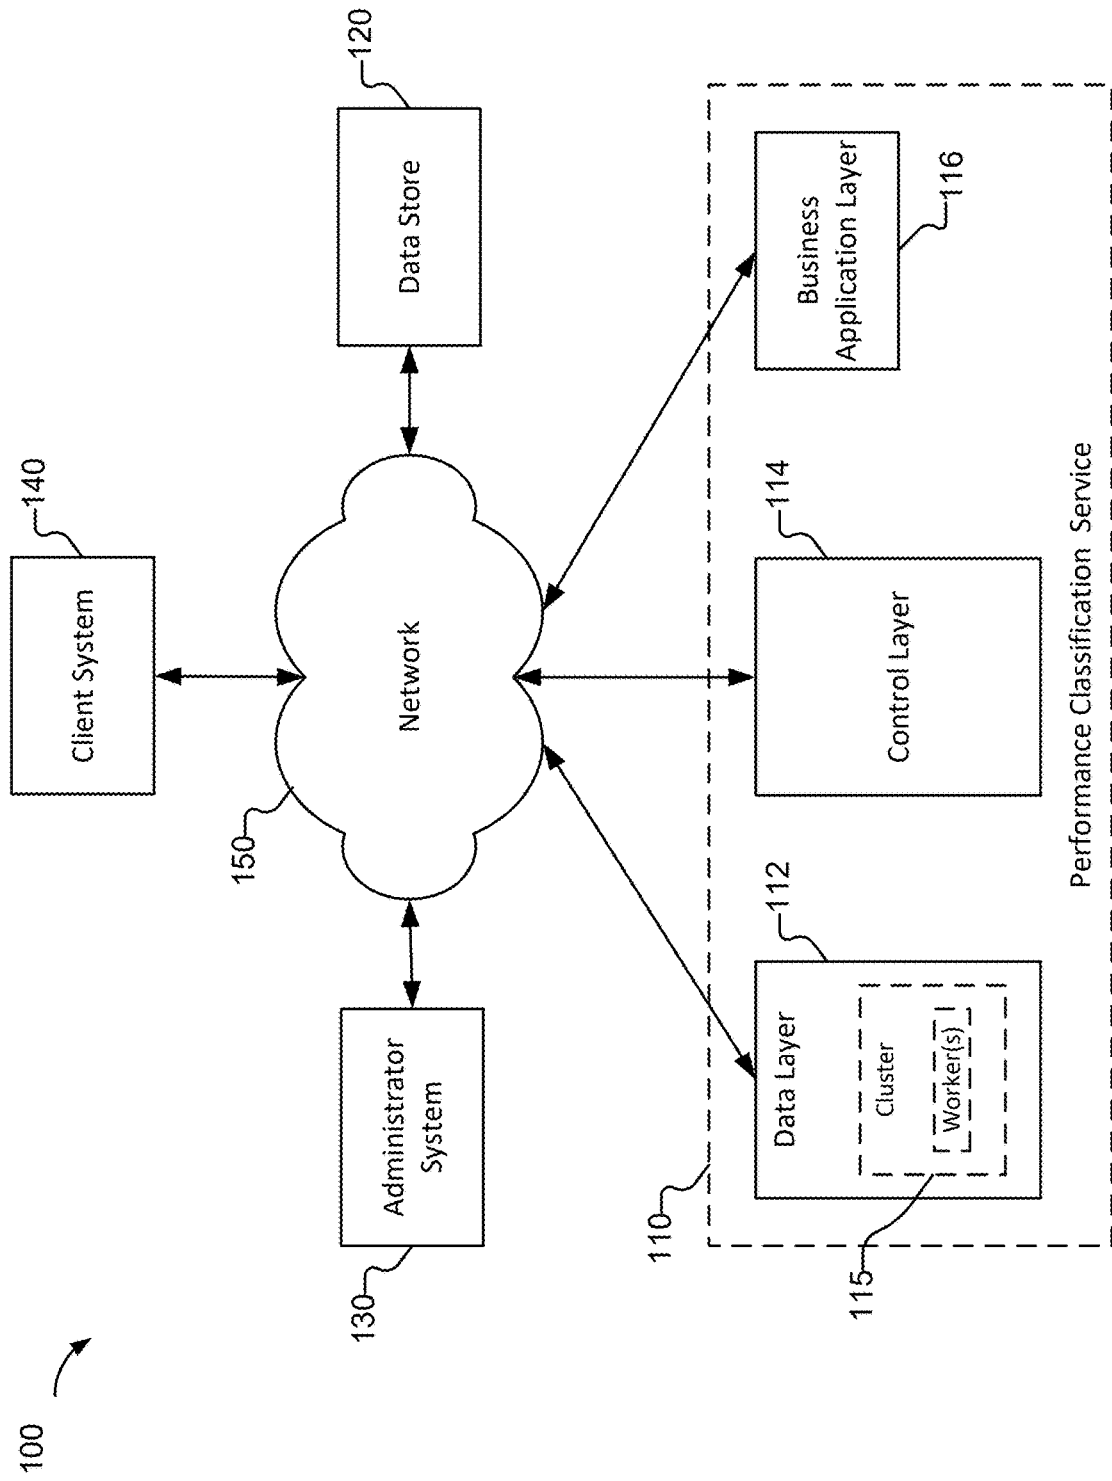 100
140
Client System
130
Administrator
System
150
Network
120
Data Store
110
112
Data Layer
Cluster
Worker(s)
115
114
Control Layer
Business
Application Layer
116
Performance Classification Service